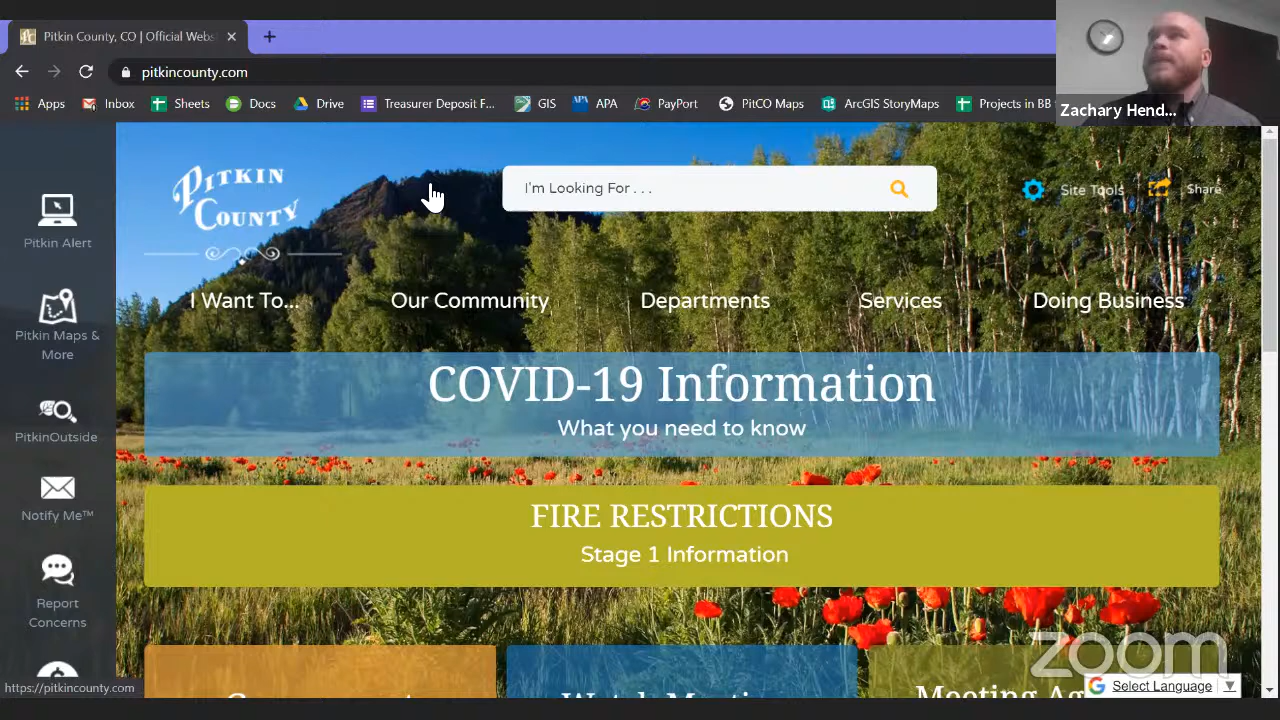 Pitkin County, CO | Official Webs
pitkincounty.com
Apps
Inbox
Sheets
Docs
Drive
Treasurer Deposit F...
GIS
APA
PayPort
PitCO Maps
ArcGIS StoryMaps
Projects in BB
Zachary Hend...
PITKIN
COUNTY
I'm Looking For . . .
Site Tools
Share
Pitkin Alert
I Want To...
Our Community
Departments
Services
Doing Business
Pitkin Maps &
More
COVID-19 Information
What you need to know
PitkinOutside
Notify Me™
FIRE RESTRICTIONS
Stage 1 Information
Report
Concerns
zoom
Watch
Meeting
Select Language
https://pitkincounty.com